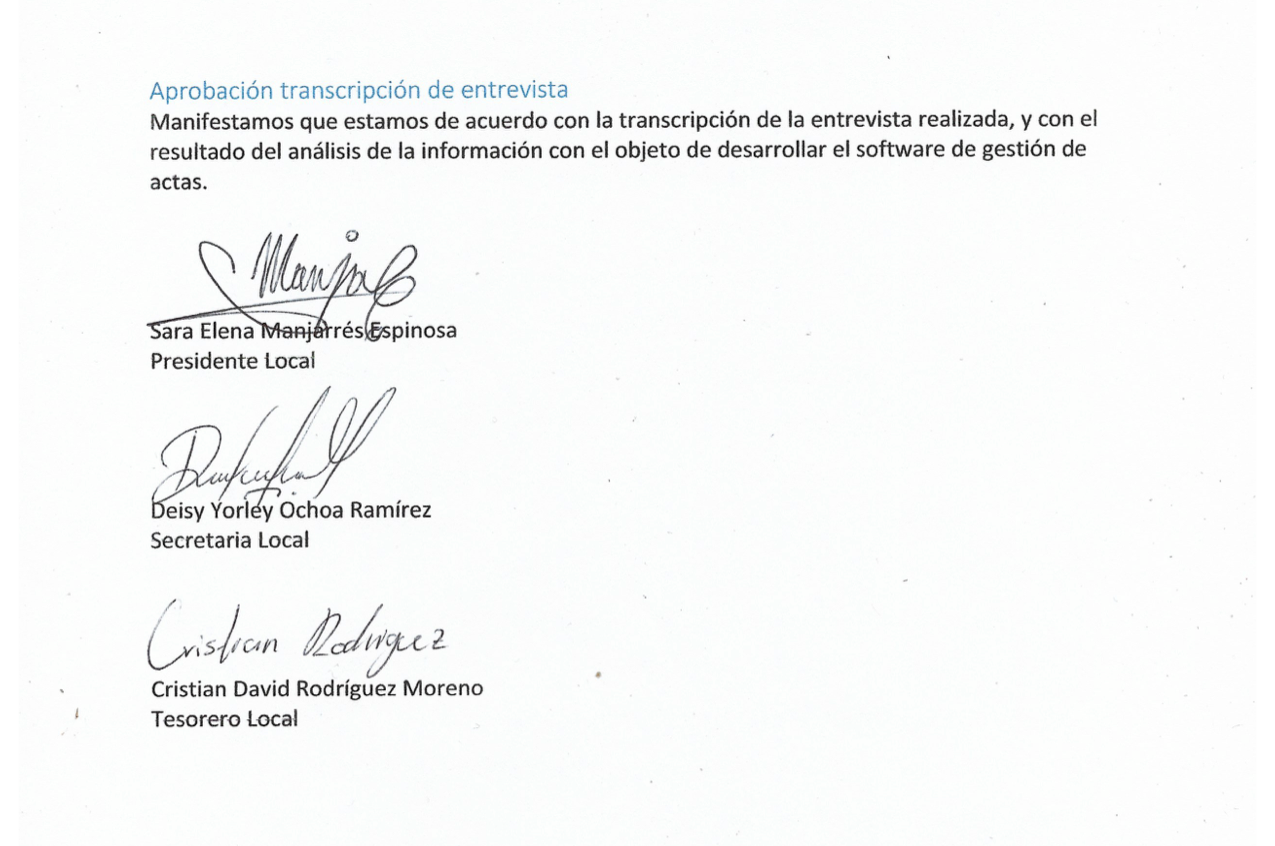 Aprobación transcripción de entrevista
Manifestamos que estamos de acuerdo con la transcripción de la entrevista realizada, y con el
resultado del análisis de la información con el objeto de desarrollar el software de gestión de
actas.
Sara Elena Manjarrés Espinosa
Presidente Local
Deisy Yorley Ochoa Ramírez
Secretaria Local
Cristian Rodriguez
Cristian David Rodríguez Moreno
Tesorero Local